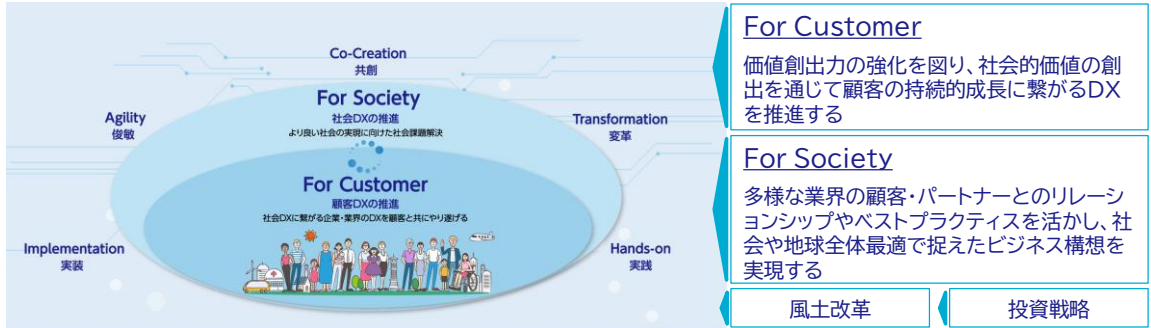 Co-Creation
共創
For Society
社会DXの推進
より良い社会の実現に向けた社会課題解決
Agility
俊敏
Transformation
変革
For Customer
顧客DXの推進
社会DXに繋がる企業・業界のDXを顧客と共にやり遂げる
Implementation
実装
Hands-on
実践
For Customer
価値創出力の強化を図り、社会的価値の創
出を通じて顧客の持続的成長に繋がるDX
を推進する
For Society
多様な業界の顧客・パートナーとのリレーシ
ョンシップやベストプラクティスを活かし、社
会や地球全体最適で捉えたビジネス構想を
実現する
風土改革
投資戦略